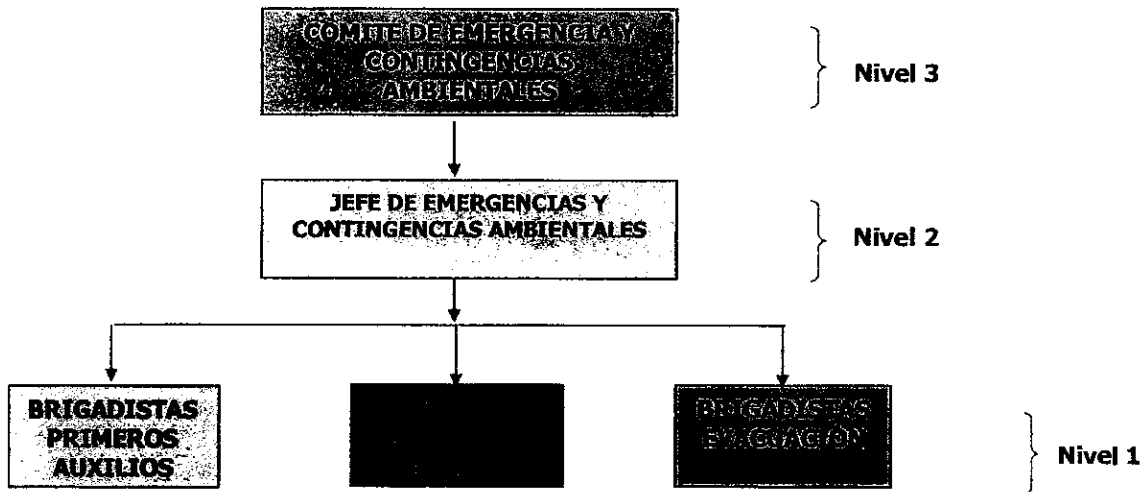 COMITE DE EMERGENCIA Y
CONTINGENCIAS
AMBIENTALES
Nivel 3
JEFE DE EMERGENCIAS Y
CONTINGENCIAS AMBIENTALES
Nivel 2
BRIGADISTAS
PRIMEROS
AUXILIOS
BRIGADISTAS
EVACUACION
Nivel 1